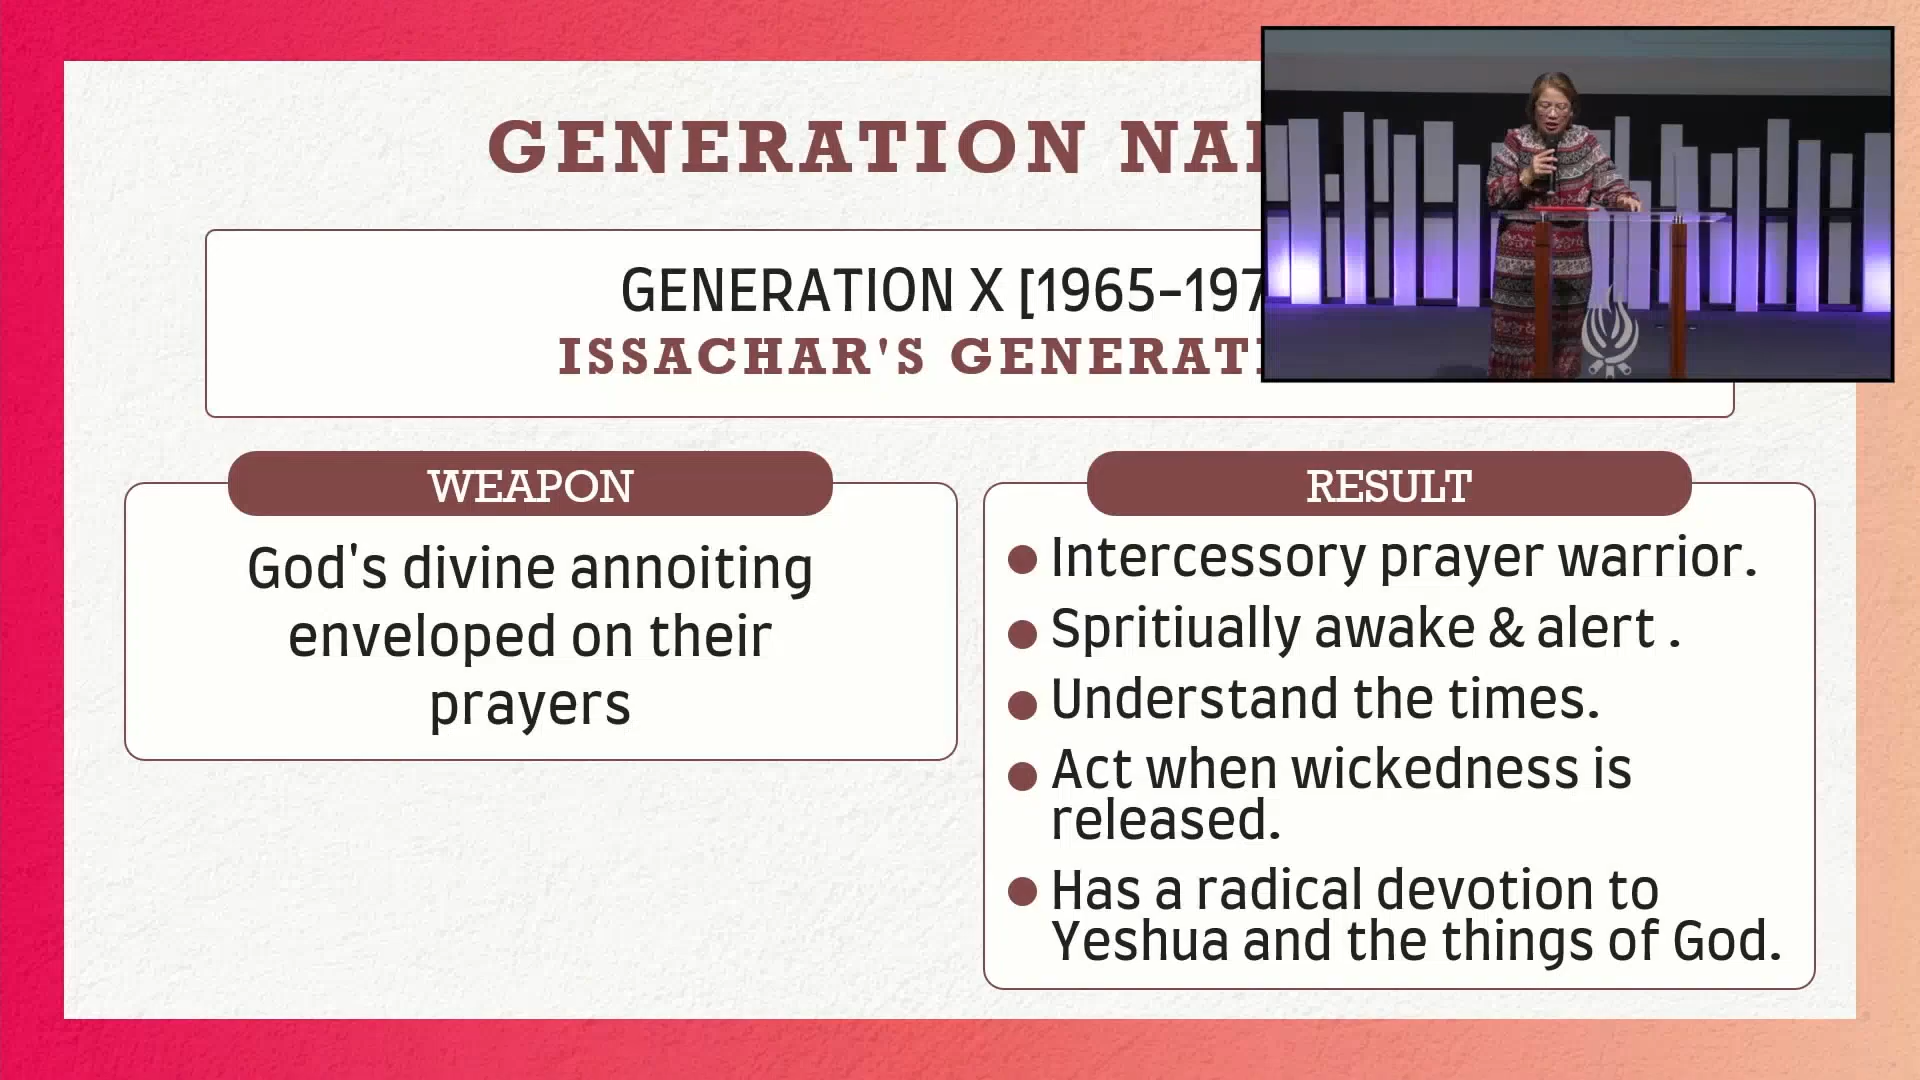 GENERATION
GENERATION X [1965-197
ISSACHAR'S
WEAPON
God's divine annoiting
enveloped on their
prayers
RESULT
Intercessory prayer warrior.
Spritiually awake & alert .
Understand the times.
Act when wickedness is
released.
Has a radical devotion to
Yeshua and the things of God.